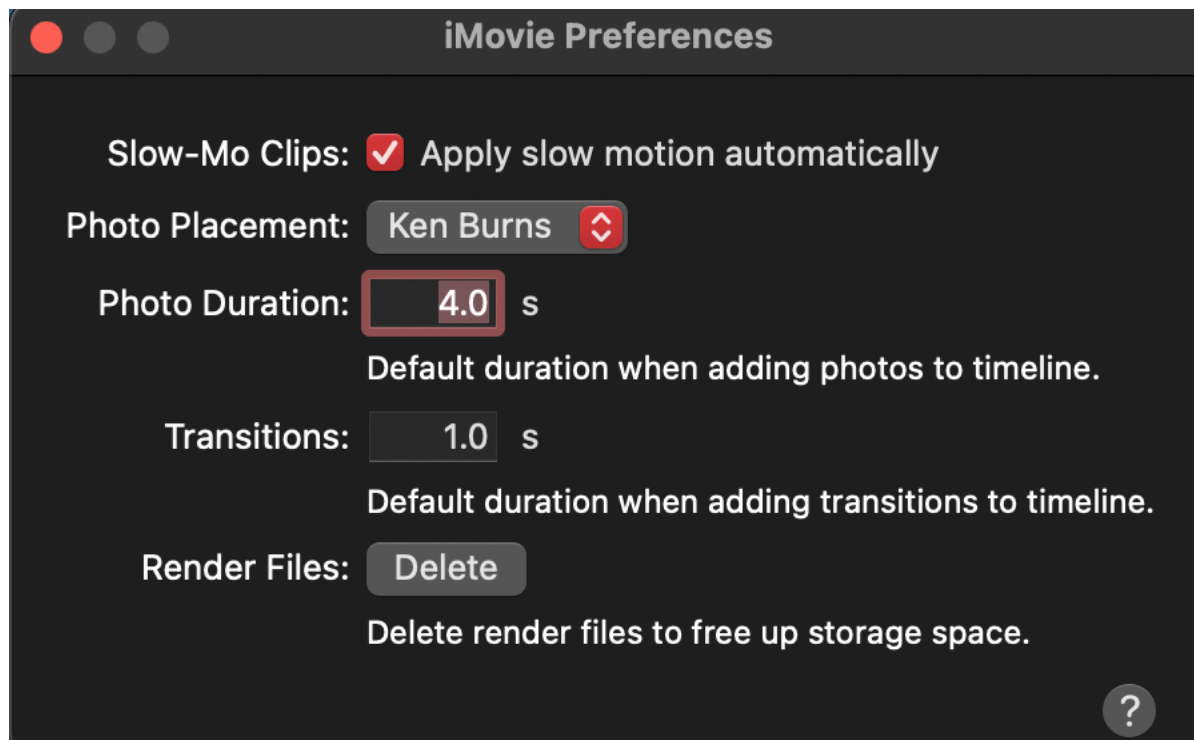 iMovie Preferences
Slow-Mo Clips: Apply slow motion automatically
Photo Placement: Ken Burns
Photo Duration: 4.0 s
Default duration when adding photos to timeline.
Transitions: 1.0 s
Default duration when adding transitions to timeline.
Render Files: Delete
Delete render files to free up storage space.
?